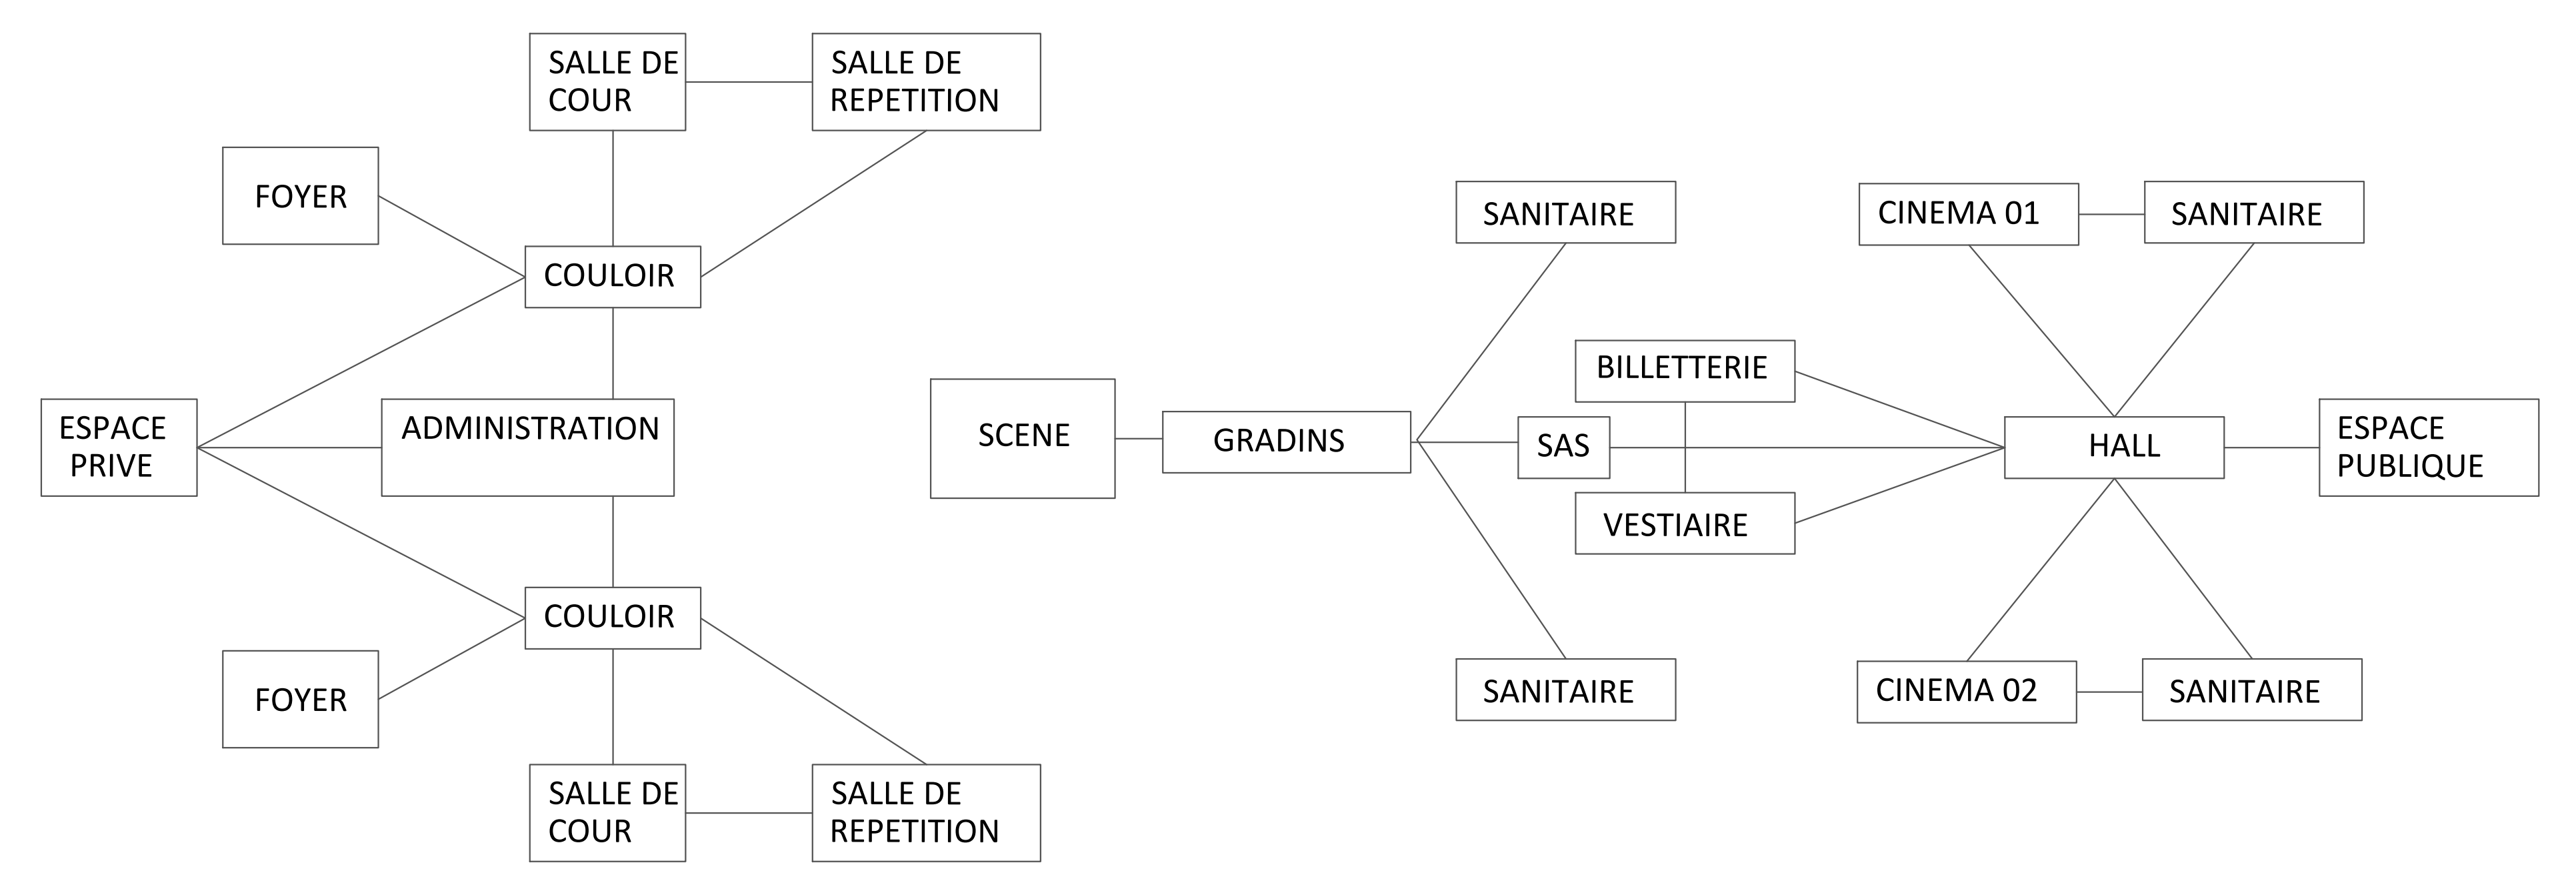 SALLE DE
COUR
SALLE DE
REPETITION
FOYER
COULOIR
ESPACE
PRIVE
ADMINISTRATION
COULOIR
FOYER
SALLE DE
COUR
SALLE DE
REPETITION
SCENE
GRADINS
SANITAIRE
BILLETTERIE
SAS
VESTIAIRE
SANITAIRE
CINEMA 01
SANITAIRE
HALL
ESPACE
PUBLIQUE
CINEMA 02
SANITAIRE